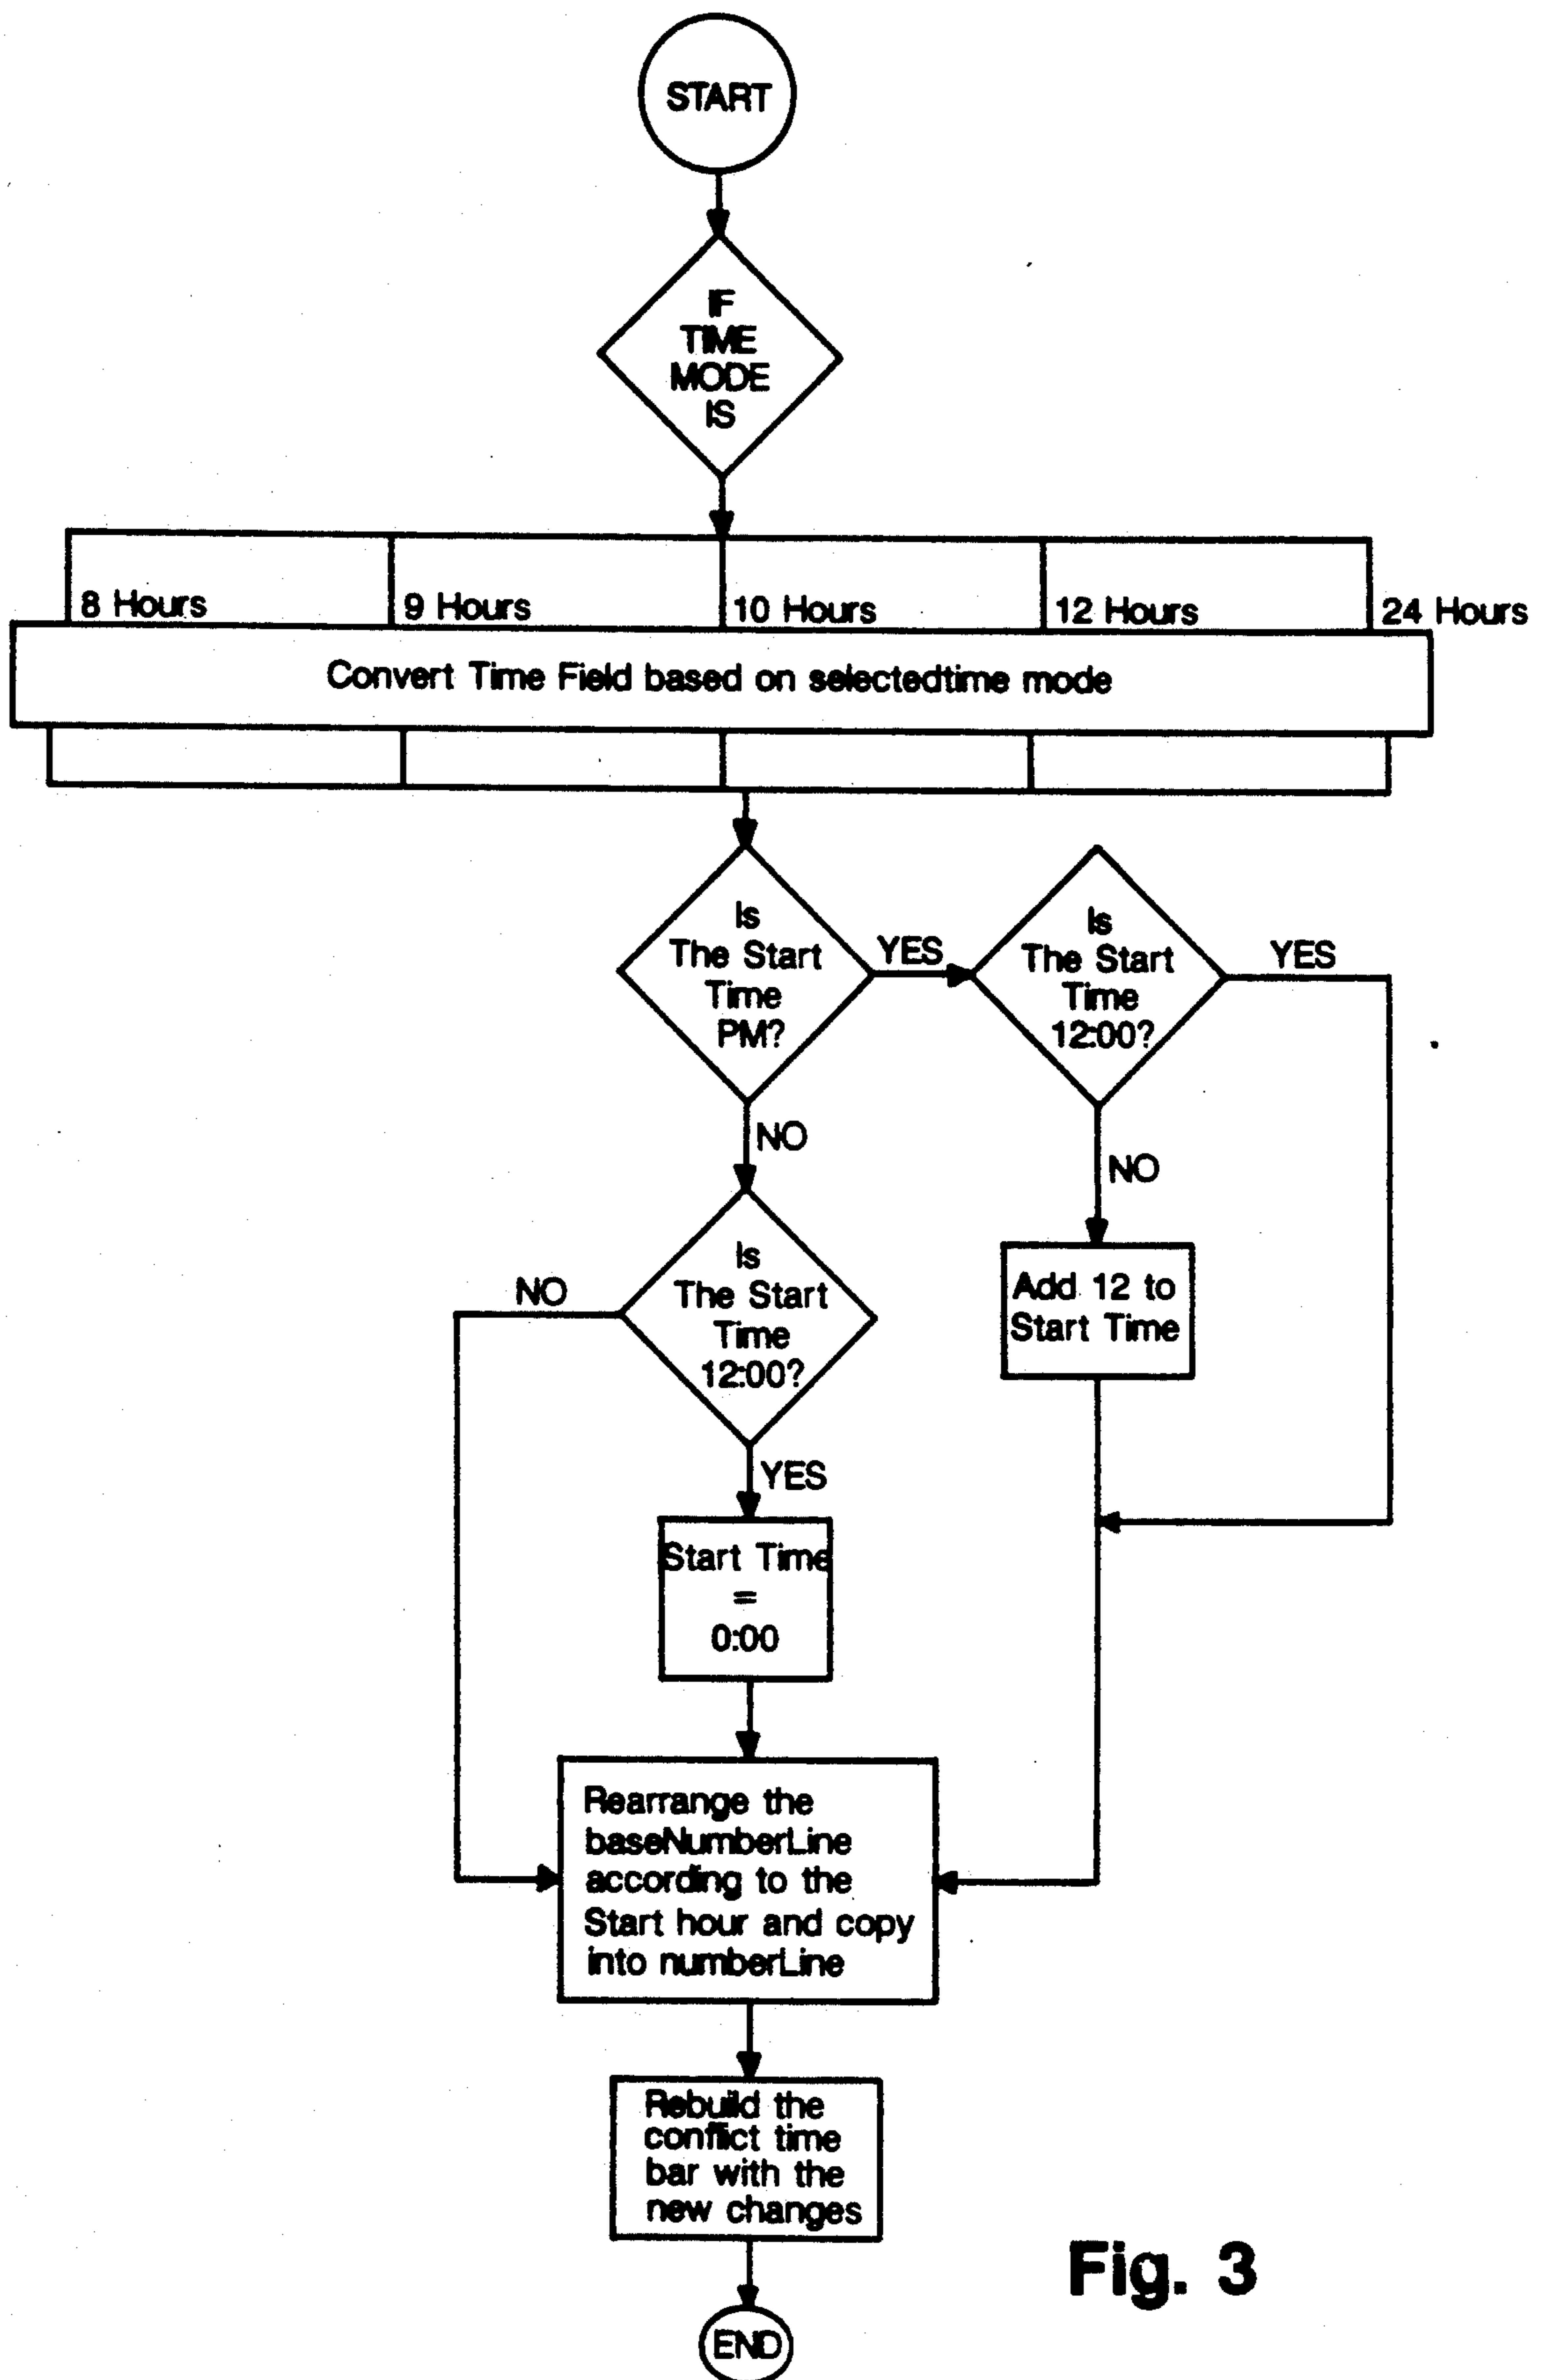 START
IF
TIME
MODE
IS
8 Hours
9 Hours
10 Hours
12 Hours
24 Hours
Convert Time Field based on selectedtime mode
Is
The Start
Time
PM?
YES
Is
The Start
Time
12:00?
YES
NO
NO
Add 12 to
Start Time
Is
The Start
Time
12:00?
NO
YES
Start Time
=
0:00
Rearrange the
baseNumberLine
according to the
Start hour and copy
into numberLine
Rebuild the
conflict time
bar with the
new changes
END
Fig. 3